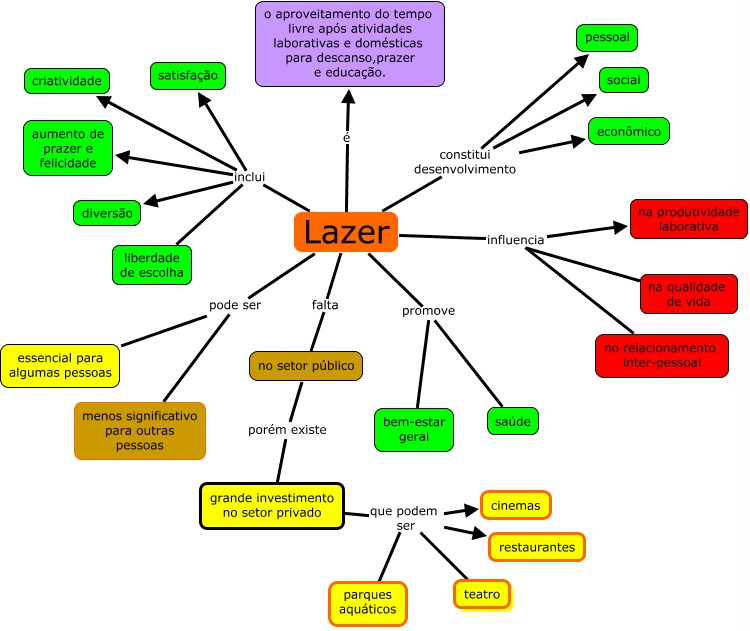 o aproveitamento do tempo
livre após atividades
laborativas e domésticas
para descanso,prazer
e educação.
é
criatividade
satisfação
aumento de
prazer e
felicidade
diversão
liberdade
de escolha
inclui
pessoal
social
econômico
constitui
desenvolvimento
Lazer
influencia
na produtividade
laborativa
na qualidade
de vida
no relacionamento
inter-pessoal
pode ser
essencial para
algumas pessoas
menos significativo
para outras
pessoas
falta
no setor público
porém existe
grande investimento
no setor privado
promove
bem-estar
geral
saúde
que podem
ser
cinemas
restaurantes
teatro
parques
aquáticos